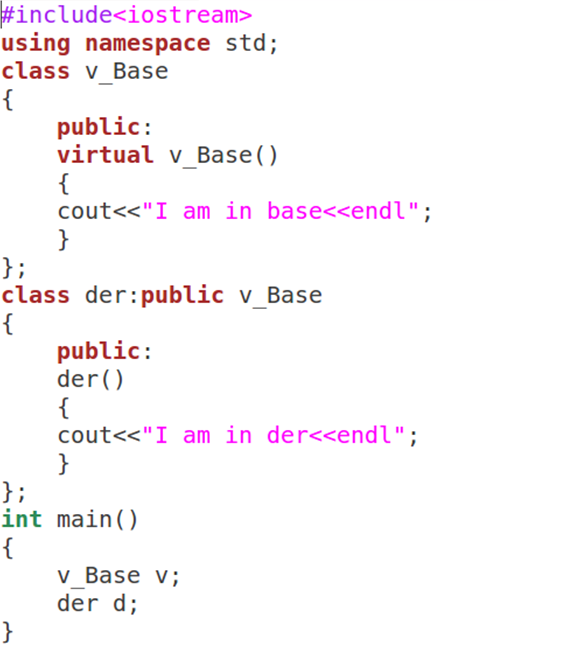 #include<iostream>
using namespace std;
class v_Base
{
    public:
    virtual v_Base()
    {
    cout<<"I am in base<<endl";
    }
};
class der:public v_Base
{
    public:
    der()
    {
    cout<<"I am in der<<endl";
    }
};
int main()
{
    v_Base v;
    der d;
}